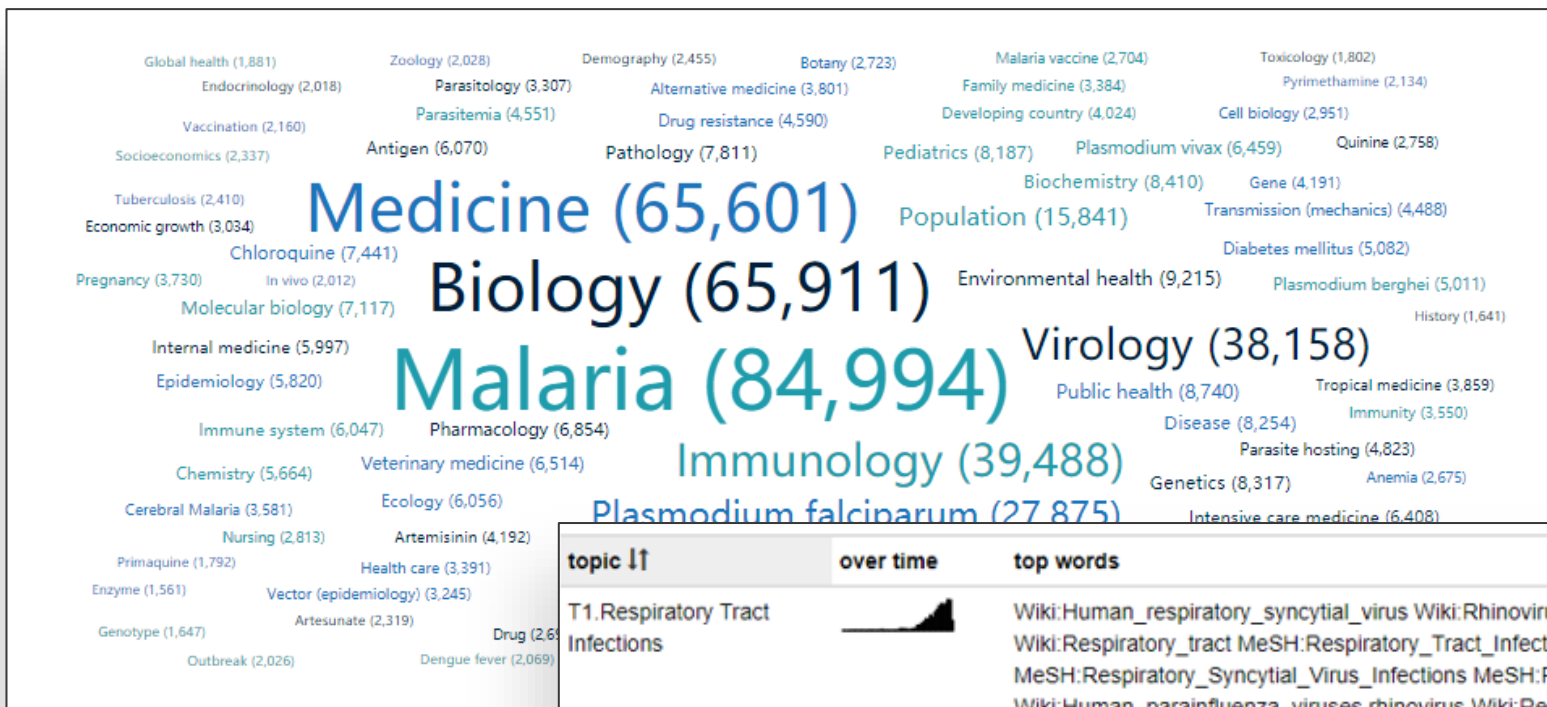 Global health (1,881) Zoology (2,028) Demography (2,455) Botany (2,723) Malaria vaccine (2,704) Toxicology (1,802)
Endocrinology (2,018) Parasitology (3,307) Alternative medicine (3,801) Family medicine (3,384) Pyrimethamine (2,134)
Vaccination (2,160) Parasitemia (4,551) Drug resistance (4,590) Developing country (4,024) Cell biology (2,951)
Socioeconomics (2,337) Antigen (6,070) Pathology (7,811) Pediatrics (8,187) Plasmodium vivax (6,459) Quinine (2,758)
Biochemistry (8,410) Gene (4,191)
Tuberculosis (2,410) Medicine (65,601) Population (15,841) Transmission (mechanics) (4,488)
Economic growth (3,034)
Chloroquine (7,441) Diabetes mellitus (5,082)
Pregnancy (3,730) In vivo (2,012) Biology (65,911) Environmental health (9,215) Plasmodium berghei (5,011)
Molecular biology (7,117) History (1,641)
Internal medicine (5,997) Virology (38,158)
Epidemiology (5,820) Malaria (84,994) Public health (8,740) Tropical medicine (3,859)
Disease (8,254) Immunity (3,550)
Immune system (6,047) Pharmacology (6,854) Parasite hosting (4,823)
Chemistry (5,664) Veterinary medicine (6,514) Immunology (39,488) Genetics (8,317) Anemia (2,675)
Cerebral Malaria (3,581) Ecology (6,056) Plasmodium falciparum (27,875) Intensive care medicine (6,408)
Nursing (2,813) Artemisinin (4,192)
Primaquine (1,792) Health care (3,391)
Enzyme (1,561) Vector (epidemiology) (3,245)
Genotype (1,647) Artesunate (2,319) Drug (2,69
Outbreak (2,026) Dengue fever (2,069)
topic ↓↑ over time top words
T1.Respiratory Tract Wiki:Human_respiratory_syncytial_virus Wiki:Rhinoviru
Infections Wiki:Respiratory_tract MeSH:Respiratory_Tract_Infect
MeSH:Respiratory_Syncytial_Virus_Infections MeSH:
Wiki:Human_parainfluenza_viruses rhinovirus